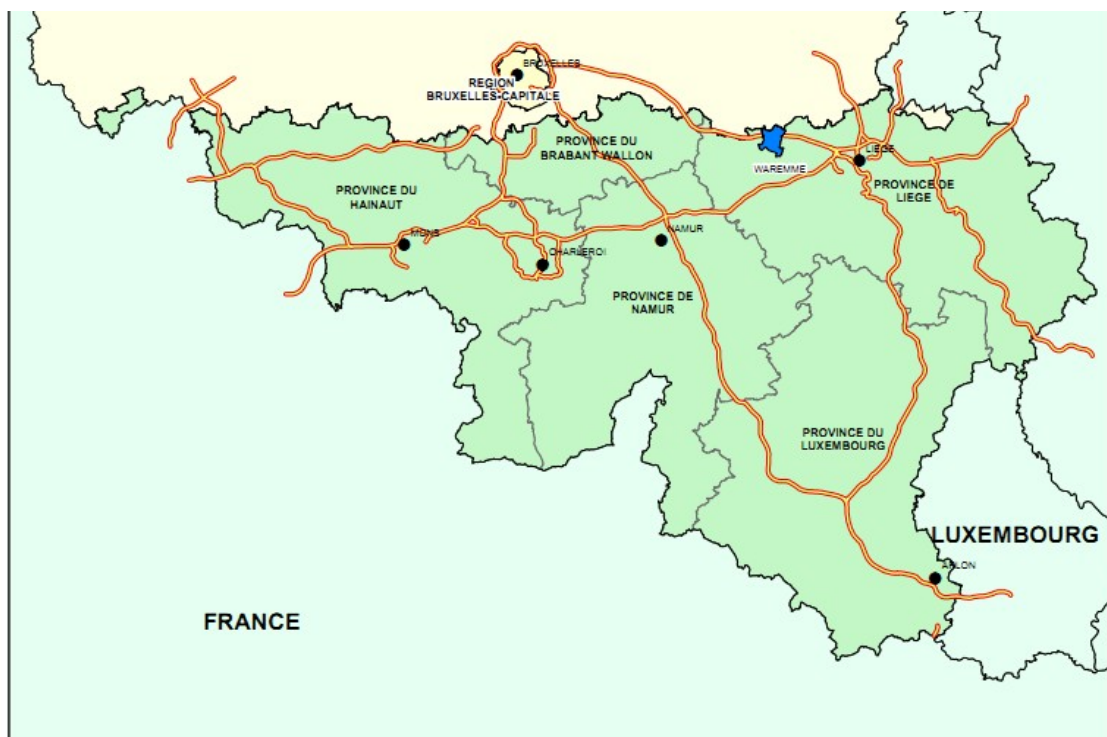 BRUXELLES
REGION
BRUXELLES-CAPITALE
PROVINCE DU
BRABANT WALLON
WAREMME
LIEGE
PROVINCE DE
LIEGE
PROVINCE DU
HAINAUT
MONS
NAMUR
CHARLEROI
PROVINCE DE
NAMUR
PROVINCE DU
LUXEMBOURG
LUXEMBOURG
ARLON
FRANCE